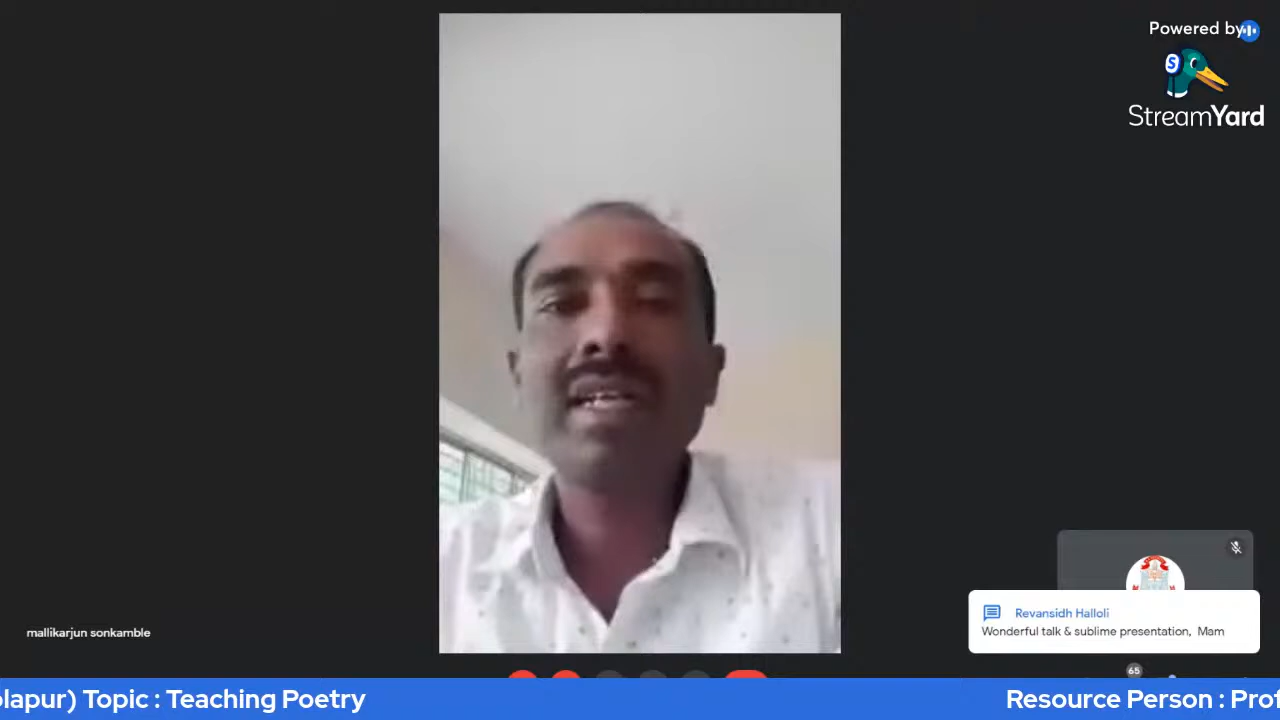 Powered by
StreamYard
mallikarjun sonkamble
Revansidh Halloli
Wonderful talk & sublime presentation, Mam
65
olapur) Topic : Teaching Poetry
Resource Person : Prof